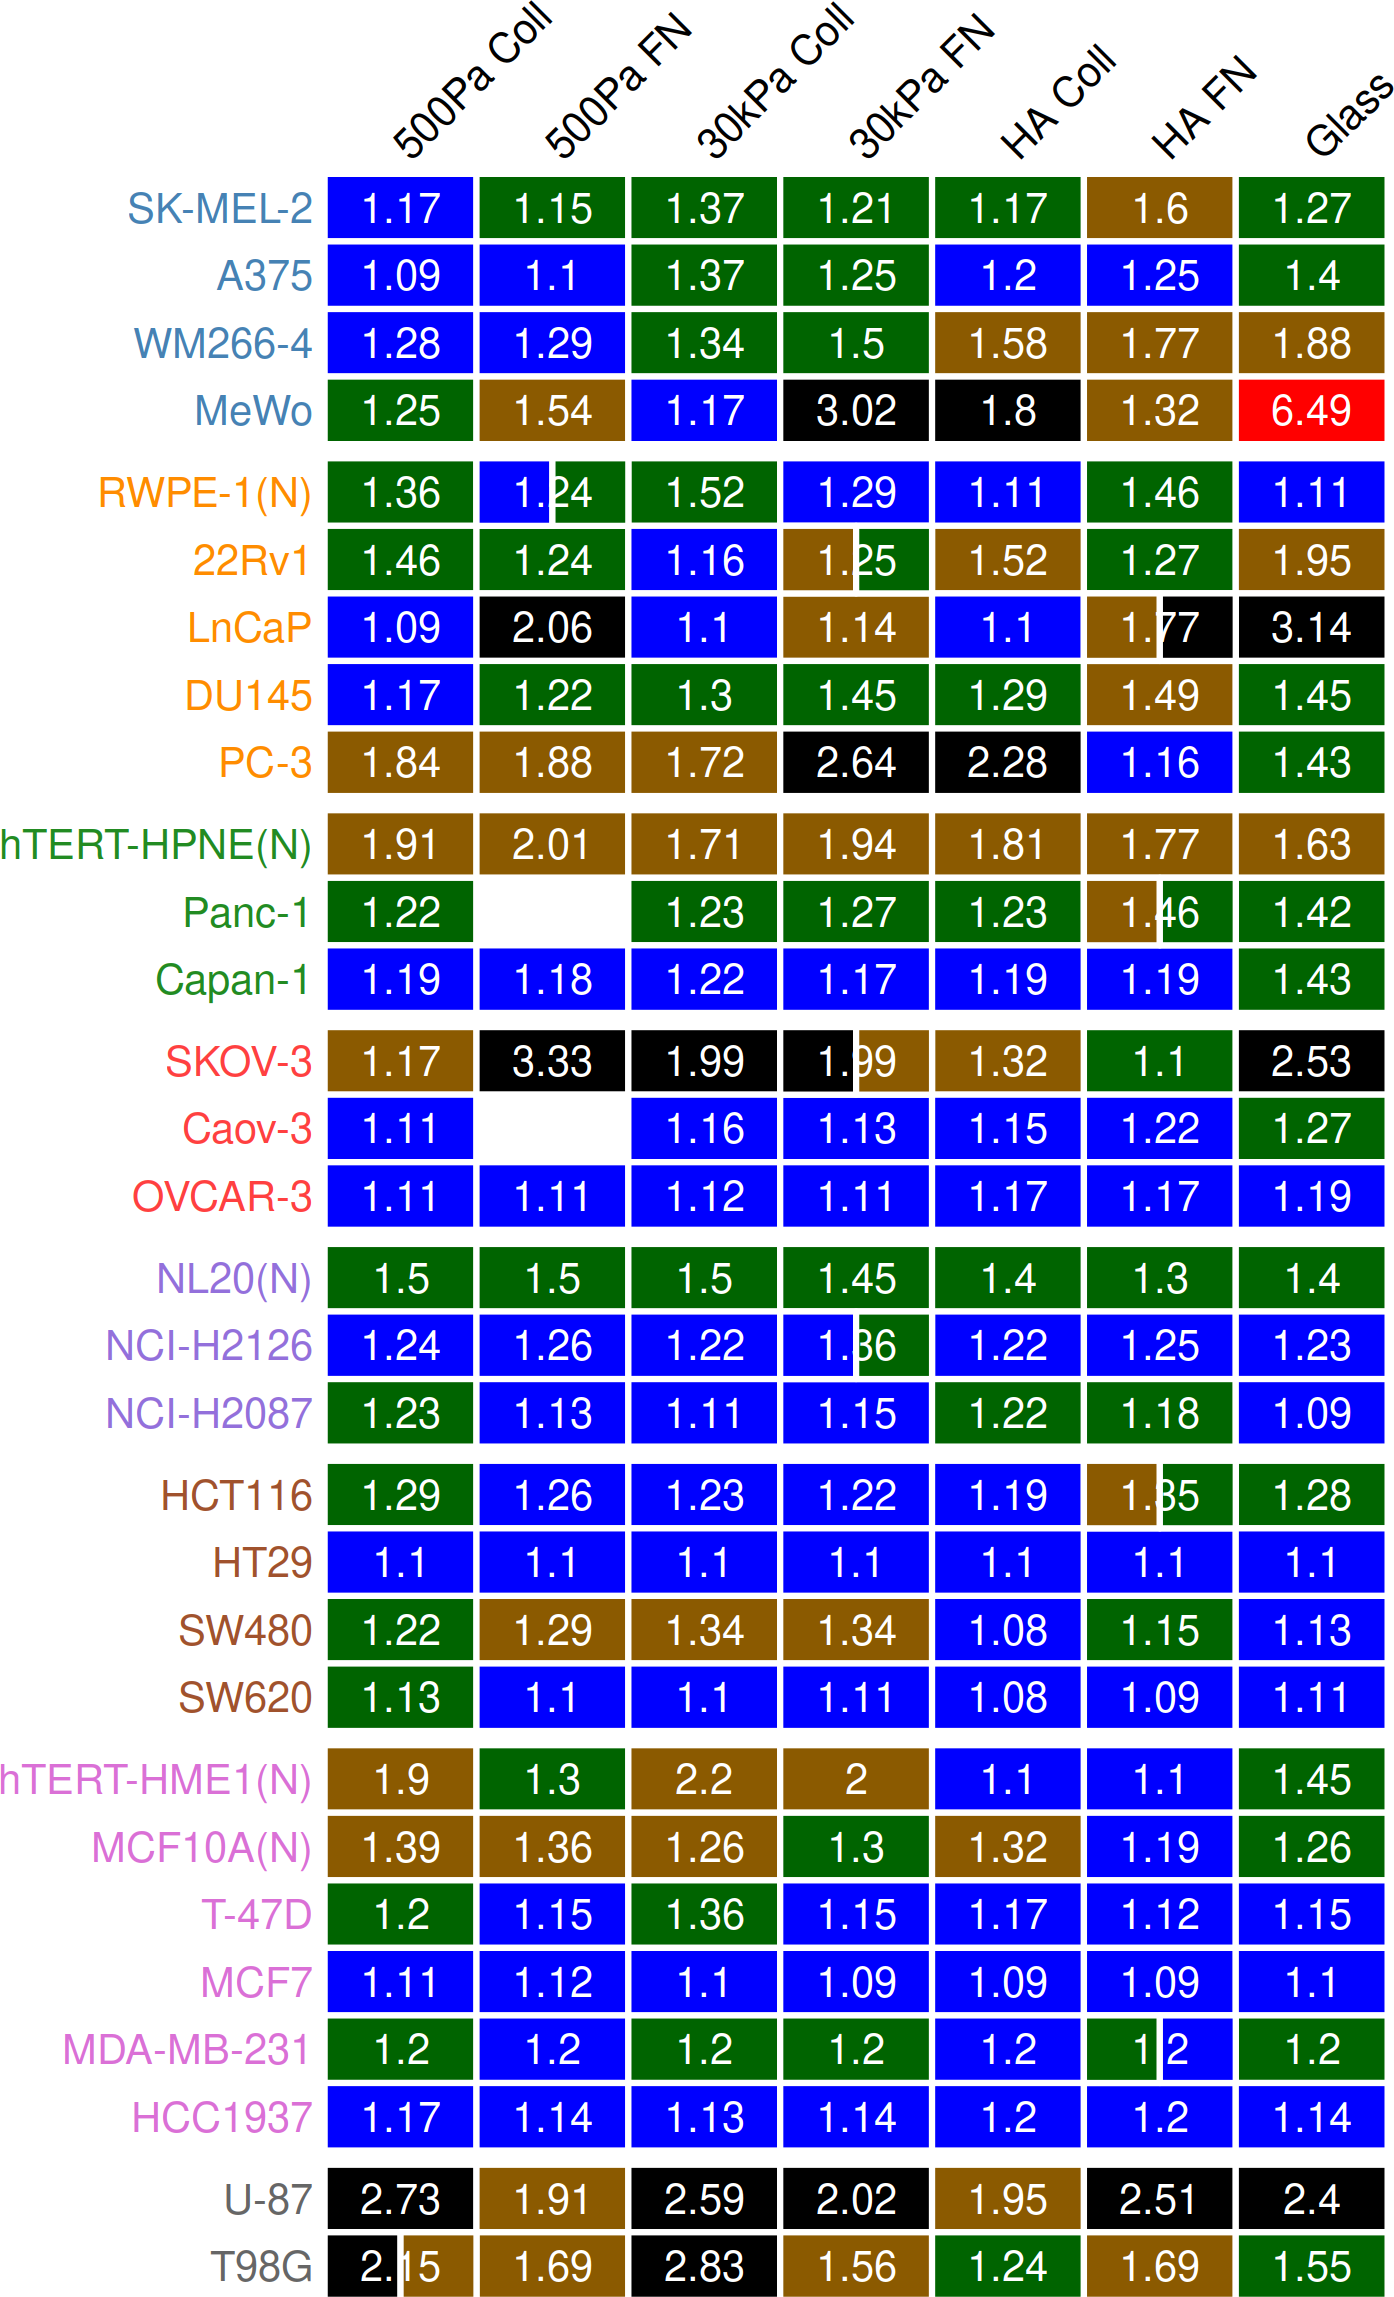 500Pa Coll 500Pa FN 30kPa Coll 30kPa FN HA Coll HA FN Glass
SK-MEL-2 1.17 1.15 1.37 1.21 1.17 1.6 1.27
A375 1.09 1.1 1.37 1.25 1.2 1.25 1.4
WM266-4 1.28 1.29 1.34 1.5 1.58 1.77 1.88
MeWo 1.25 1.54 1.17 3.02 1.8 1.32 6.49
RWPE-1(N) 1.36 1.24 1.52 1.29 1.11 1.46 1.11
22Rv1 1.46 1.24 1.16 1.25 1.52 1.27 1.95
LnCaP 1.09 2.06 1.1 1.14 1.1 1.77 3.14
DU145 1.17 1.22 1.3 1.45 1.29 1.49 1.45
PC-3 1.84 1.88 1.72 2.64 2.28 1.16 1.43
hTERT-HPNE(N) 1.91 2.01 1.71 1.94 1.81 1.77 1.63
Panc-1 1.22 1.23 1.27 1.23 1.46 1.42
Capan-1 1.19 1.18 1.22 1.17 1.19 1.19 1.43
SKOV-3 1.17 3.33 1.99 1.99 1.32 1.1 2.53
Caov-3 1.11 1.16 1.13 1.15 1.22 1.27
OVCAR-3 1.11 1.11 1.12 1.11 1.17 1.17 1.19
NL20(N) 1.5 1.5 1.5 1.45 1.4 1.3 1.4
NCI-H2126 1.24 1.26 1.22 1.36 1.22 1.25 1.23
NCI-H2087 1.23 1.13 1.11 1.15 1.22 1.18 1.09
HCT116 1.29 1.26 1.23 1.22 1.19 1.35 1.28
HT29 1.1 1.1 1.1 1.1 1.1 1.1 1.1
SW480 1.22 1.29 1.34 1.34 1.08 1.15 1.13
SW620 1.13 1.1 1.1 1.11 1.08 1.09 1.11
hTERT-HME1(N) 1.9 1.3 2.2 2 1.1 1.1 1.45
MCF10A(N) 1.39 1.36 1.26 1.3 1.32 1.19 1.26
T-47D 1.2 1.15 1.36 1.15 1.17 1.12 1.15
MCF7 1.11 1.12 1.1 1.09 1.09 1.09 1.1
MDA-MB-231 1.2 1.2 1.2 1.2 1.2 1.2 1.2
HCC1937 1.17 1.14 1.13 1.14 1.2 1.2 1.14
U-87 2.73 1.91 2.59 2.02 1.95 2.51 2.4
T98G 2.15 1.69 2.83 1.56 1.24 1.69 1.55